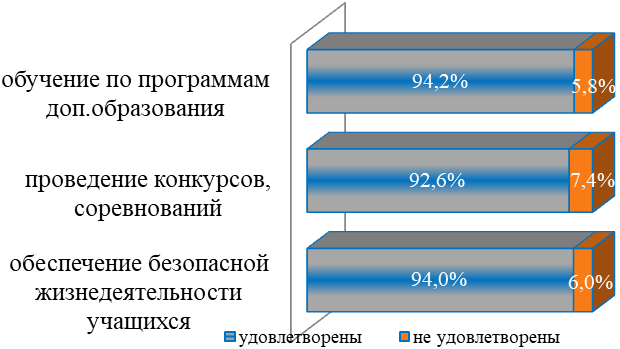 обучение по программам
доп.образования
94,2%
5,8%
проведение конкурсов,
соревнований
92,6%
7,4%
обеспечение безопасной
жизнедеятельности
учащихся
94,0%
6,0%
удовлетворены
не удовлетворены